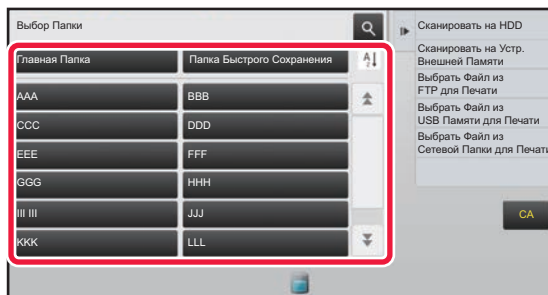 Выбор Папки
Главная Папка
Папка Быстрого Сохранения
AAA
BBB
CCC
DDD
EEE
FFF
GGG
HHH
III III
JJJ
KKK
LLL
Сканировать на HDD
Сканировать на Устр.
Внешней Памяти
Выбрать Файл из
FTP для Печати
Выбрать Файл из
USB Памяти для Печати
Выбрать Файл из
Сетевой Папки для Печати
CA